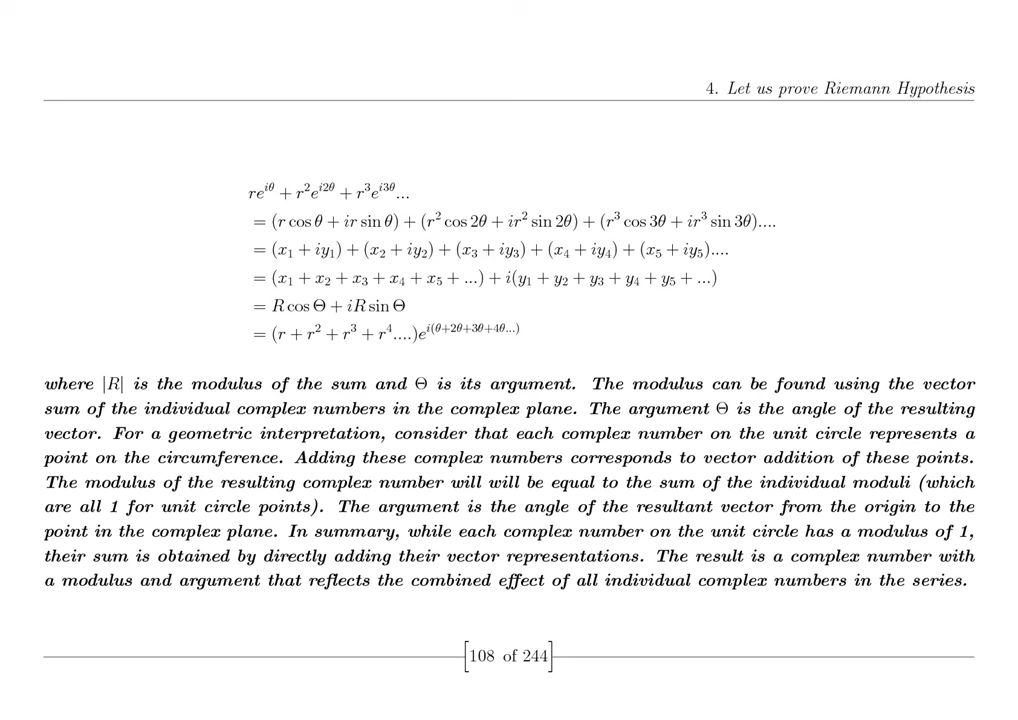 4. Let us prove Riemann Hypothesis
re^{iθ} + r^2e^{i2θ} + r^3e^{i3θ}...
= (r cos θ + ir sin θ) + (r^2 cos 2θ + ir^2 sin 2θ) + (r^3 cos 3θ + ir^3 sin 3θ)....
= (x_1 + iy_1) + (x_2 + iy_2) + (x_3 + iy_3) + (x_4 + iy_4) + (x_5 + iy_5)....
= (x_1 + x_2 + x_3 + x_4 + x_5 + ...) + i(y_1 + y_2 + y_3 + y_4 + y_5 + ...)
= R cos Θ + iR sin Θ
= (r + r^2 + r^3 + r^4....)e^{i(θ+2θ+3θ+4θ...)}
where |R| is the modulus of the sum and Θ is its argument. The modulus can be found using the vector
sum of the individual complex numbers in the complex plane. The argument Θ is the angle of the resulting
vector. For a geometric interpretation, consider that each complex number on the unit circle represents a
point on the circumference. Adding these complex numbers corresponds to vector addition of these points.
The modulus of the resulting complex number will will be equal to the sum of the individual moduli (which
are all 1 for unit circle points). The argument is the angle of the resultant vector from the origin to the
point in the complex plane. In summary, while each complex number on the unit circle has a modulus of 1,
their sum is obtained by directly adding their vector representations. The result is a complex number with
a modulus and argument that reflects the combined effect of all individual complex numbers in the series.
[108 of 244]